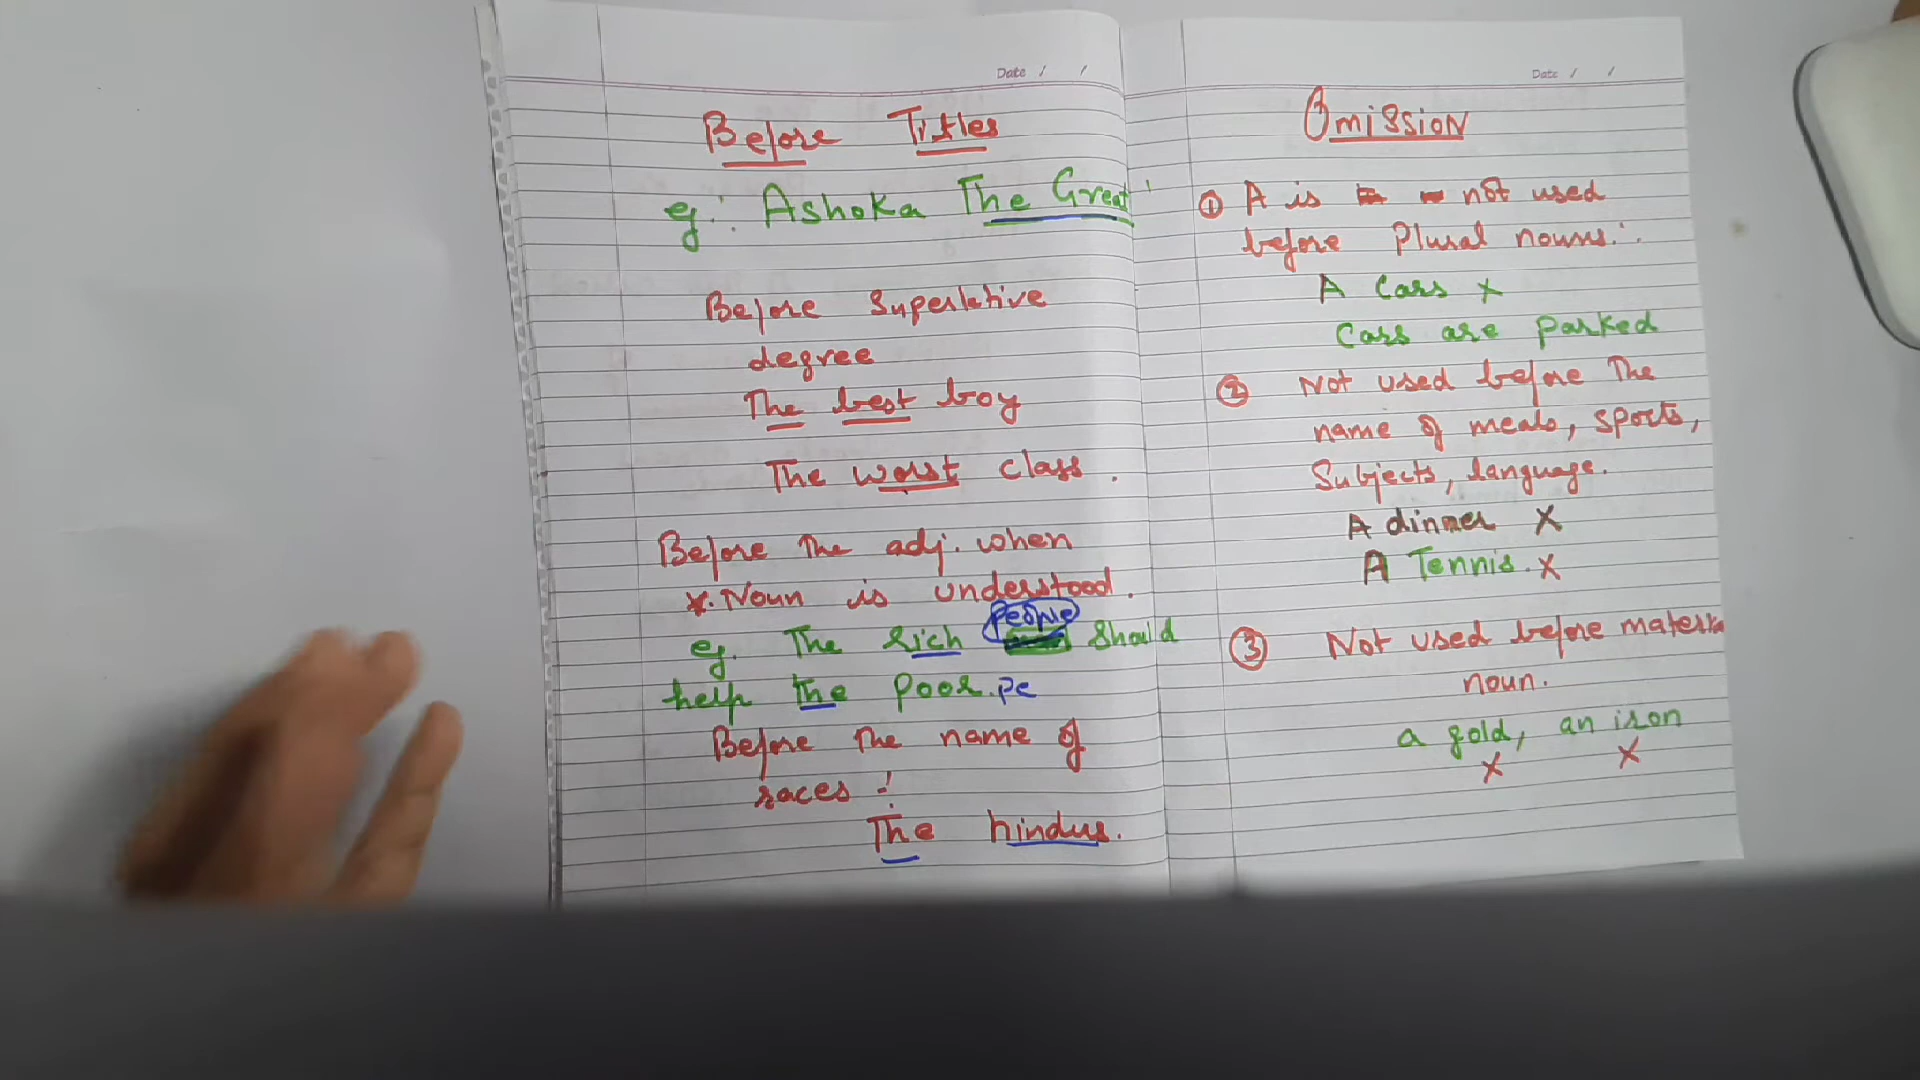 Date / /
Before Titles
eg: Ashoka The Great
Before Superlative
degree
The best boy
The worst class.
Before The adj. when
Noun is understood.
people
eg. The rich should
help the poor. pe
Before The name of
races :
The hindus.
Date / /
Omission
① A is not used
before Plural nouns:
A Cars x
Cars are parked
② Not used before The
name of meals, sports,
Subjects, language.
A dinner X
A Tennis. X
③ Not used before materia
noun.
a gold, an iron
X X